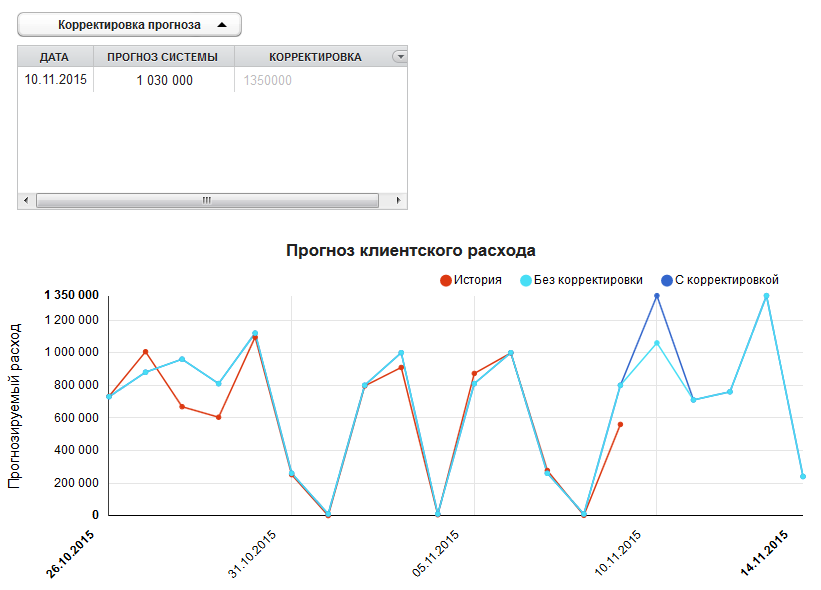 Корректировка прогноза
ДАТА ПРОГНОЗ СИСТЕМЫ КОРРЕКТИРОВКА
10.11.2015 1 030 000 1350000
Прогноз клиентского расхода
История Без корректировки С корректировкой
Прогнозируемый расход
1 350 000
1 200 000
1 000 000
800 000
600 000
400 000
200 000
0
26.10.2015 31.10.2015 05.11.2015 10.11.2015 14.11.2015